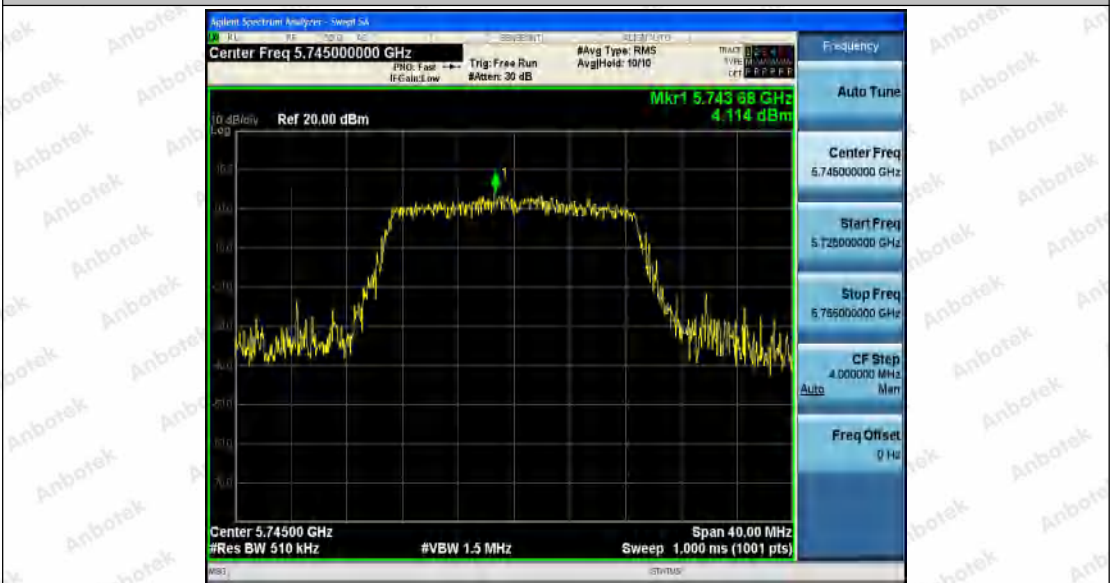 Agilent Spectrum Analyzer - Swept SA
Center Freq 5.745000000 GHz
PNO: Fast
IFGain:Low
Trig: Free Run
#Atten: 30 dB
#Avg Type: RMS
Avg|Hold: 10/10
TRACE
TYPE
DET P P P P P P
Mkr1 5.743 68 GHz
4.114 dBm
10 dB/div
Log
Ref 20.00 dBm
1
Center 5.74500 GHz
#Res BW 510 kHz
#VBW 1.5 MHz
Span 40.00 MHz
Sweep 1.000 ms (1001 pts)
MSG
STATUS
Frequency
Auto Tune
Center Freq
5.745000000 GHz
Start Freq
5.725000000 GHz
Stop Freq
5.765000000 GHz
CF Step
4.000000 MHz
Auto Man
Freq Offset
0 Hz
Anbotek